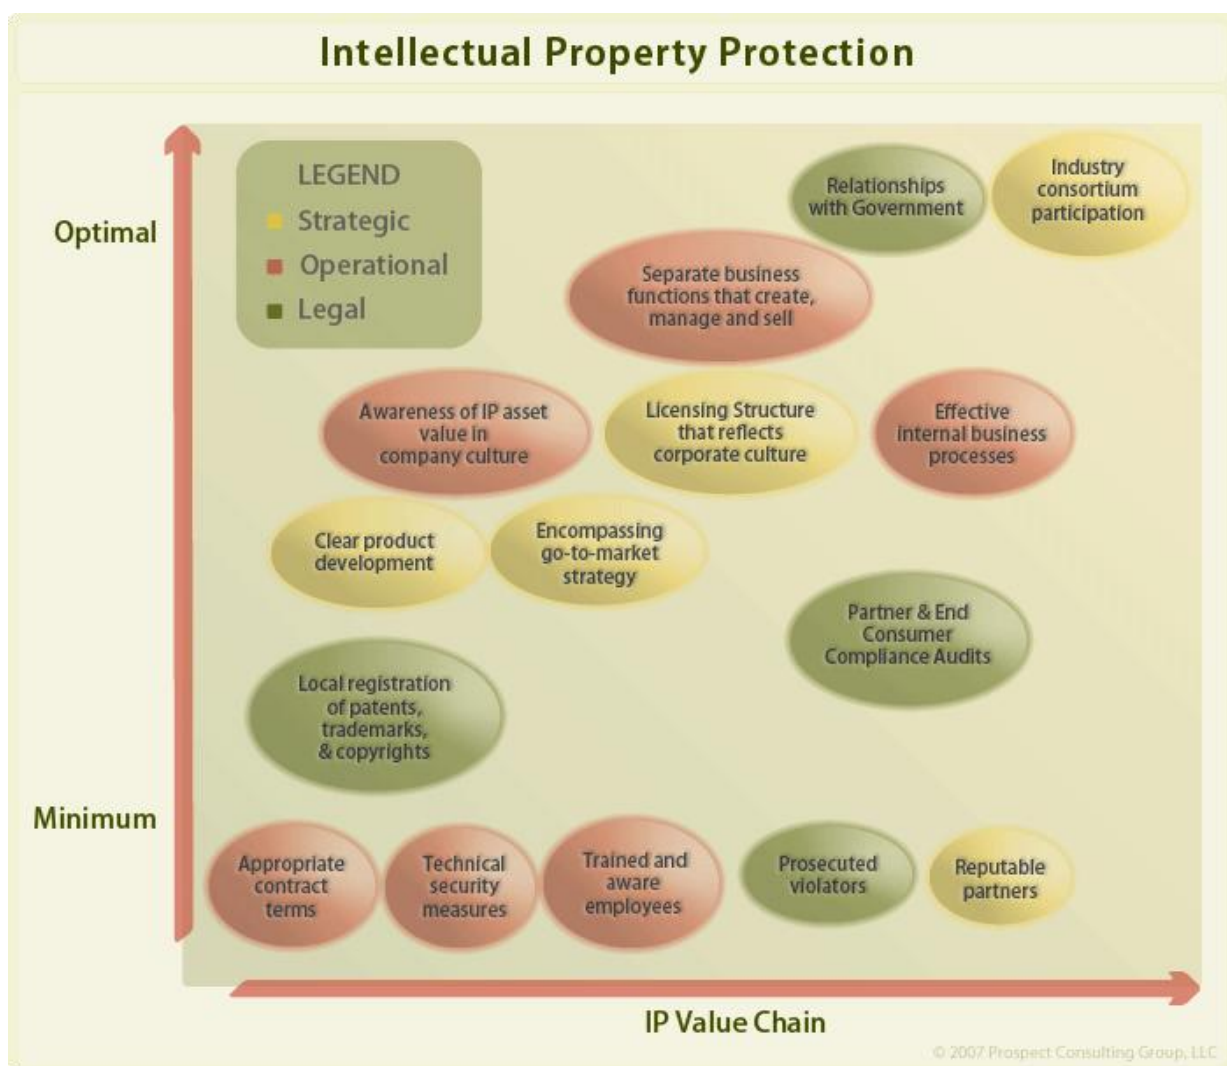 Intellectual Property Protection
LEGEND
Strategic
Operational
Legal
Optimal
Minimum
Relationships
with Government
Industry
consortium
participation
Separate business
functions that create,
manage and sell
Awareness of IP asset
value in
company culture
Licensing Structure
that reflects
corporate culture
Effective
internal business
processes
Clear product
development
Encompassing
go-to-market
strategy
Partner & End
Consumer
Compliance Audits
Local registration
of patents,
trademarks,
& copyrights
Appropriate
contract
terms
Technical
security
measures
Trained and
aware
employees
Prosecuted
violators
Reputable
partners
IP Value Chain
© 2007 Prospect Consulting Group, LLC